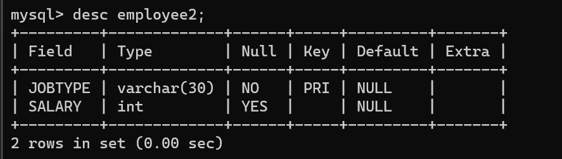 mysql> desc employee2;
+---------+-------------+------+-----+---------+-------+
| Field   | Type        | Null | Key | Default | Extra |
+---------+-------------+------+-----+---------+-------+
| JOBTYPE | varchar(30) | NO   | PRI | NULL    |       |
| SALARY  | int         | YES  |     | NULL    |       |
+---------+-------------+------+-----+---------+-------+
2 rows in set (0.00 sec)